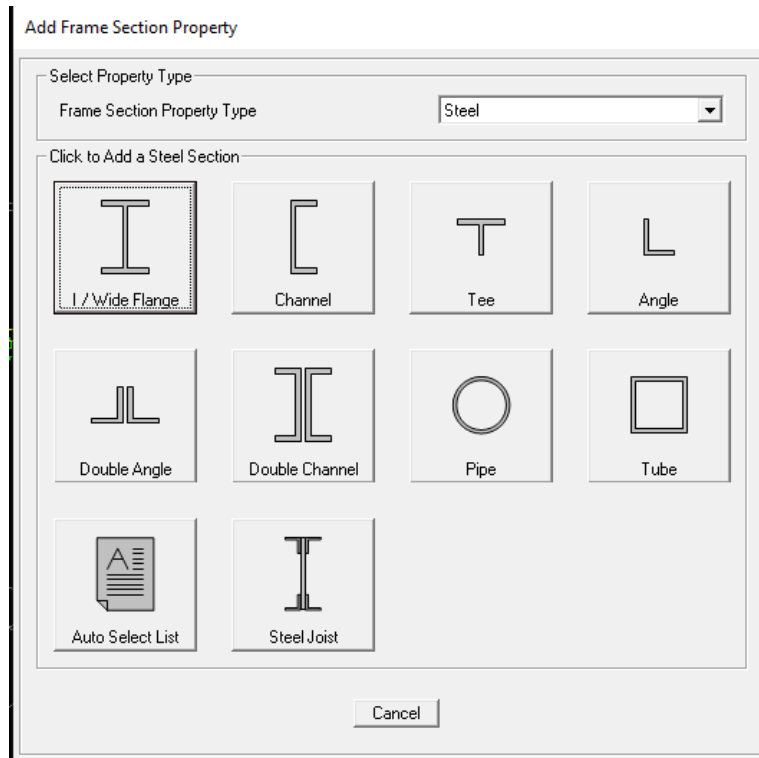 Add Frame Section Property
Select Property Type
Frame Section Property Type
Steel
Click to Add a Steel Section
I / Wide Flange
Channel
Tee
Angle
Double Angle
Double Channel
Pipe
Tube
A
Auto Select List
Steel Joist
Cancel